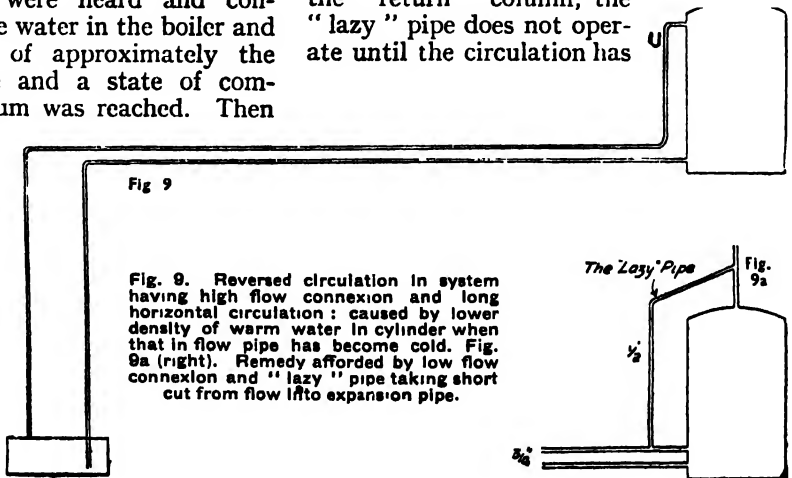 were heard and con-
e water in the boiler and
of approximately the
and a state of com-
um was reached. Then
the "return" column, the
"lazy" pipe does not oper-
ate until the circulation has
U
Fig 9
Fig. 9. Reversed circulation in system
having high flow connexion and long
horizontal circulation : caused by lower
density of warm water in cylinder when
that in flow pipe has become cold. Fig.
9a (right). Remedy afforded by low flow
connexion and "lazy" pipe taking short
cut from flow into expansion pipe.
The "Lazy" Pipe
Fig.
9a
½"